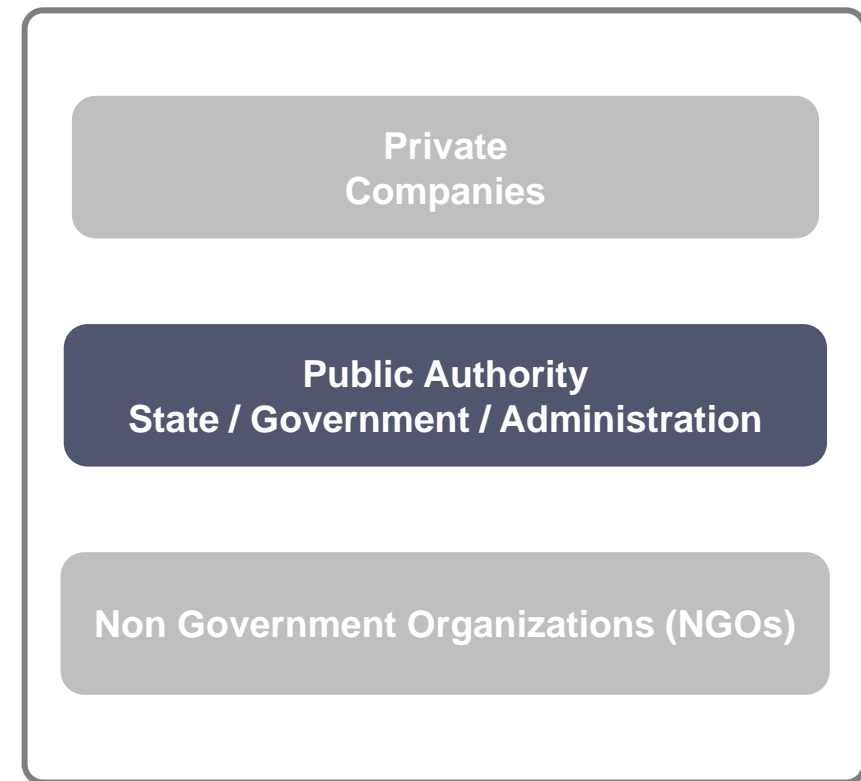 Private
Companies
Public Authority
State / Government / Administration
Non Government Organizations (NGOs)